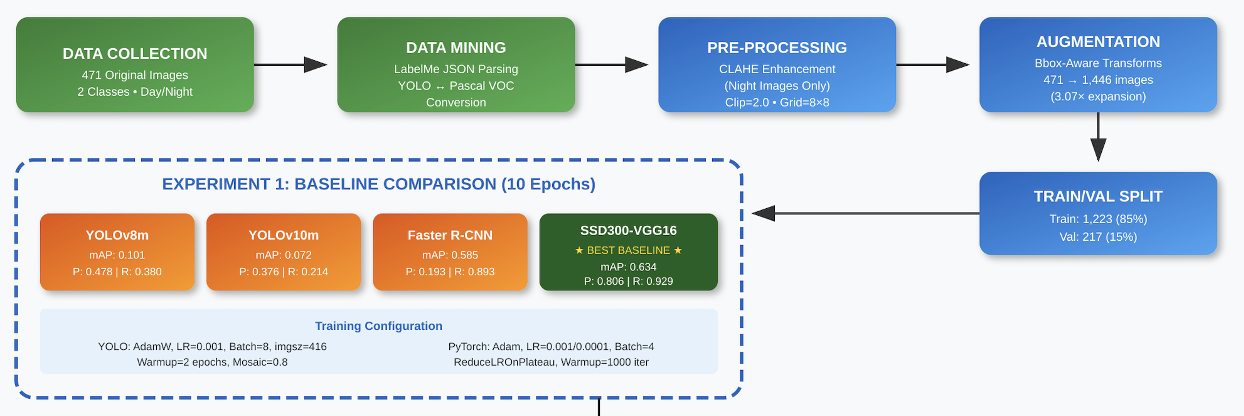 DATA COLLECTION
471 Original Images
2 Classes • Day/Night
DATA MINING
LabelMe JSON Parsing
YOLO ↔ Pascal VOC
Conversion
PRE-PROCESSING
CLAHE Enhancement
(Night Images Only)
Clip=2.0 • Grid=8×8
AUGMENTATION
Bbox-Aware Transforms
471 → 1,446 images
(3.07× expansion)
TRAIN/VAL SPLIT
Train: 1,223 (85%)
Val: 217 (15%)
EXPERIMENT 1: BASELINE COMPARISON (10 Epochs)
YOLOv8m
mAP: 0.101
P: 0.478 | R: 0.380
YOLOv10m
mAP: 0.072
P: 0.376 | R: 0.214
Faster R-CNN
mAP: 0.585
P: 0.193 | R: 0.893
SSD300-VGG16
★ BEST BASELINE ★
mAP: 0.634
P: 0.806 | R: 0.929
Training Configuration
YOLO: AdamW, LR=0.001, Batch=8, imgsz=416
Warmup=2 epochs, Mosaic=0.8
PyTorch: Adam, LR=0.001/0.0001, Batch=4
ReduceLROnPlateau, Warmup=1000 iter